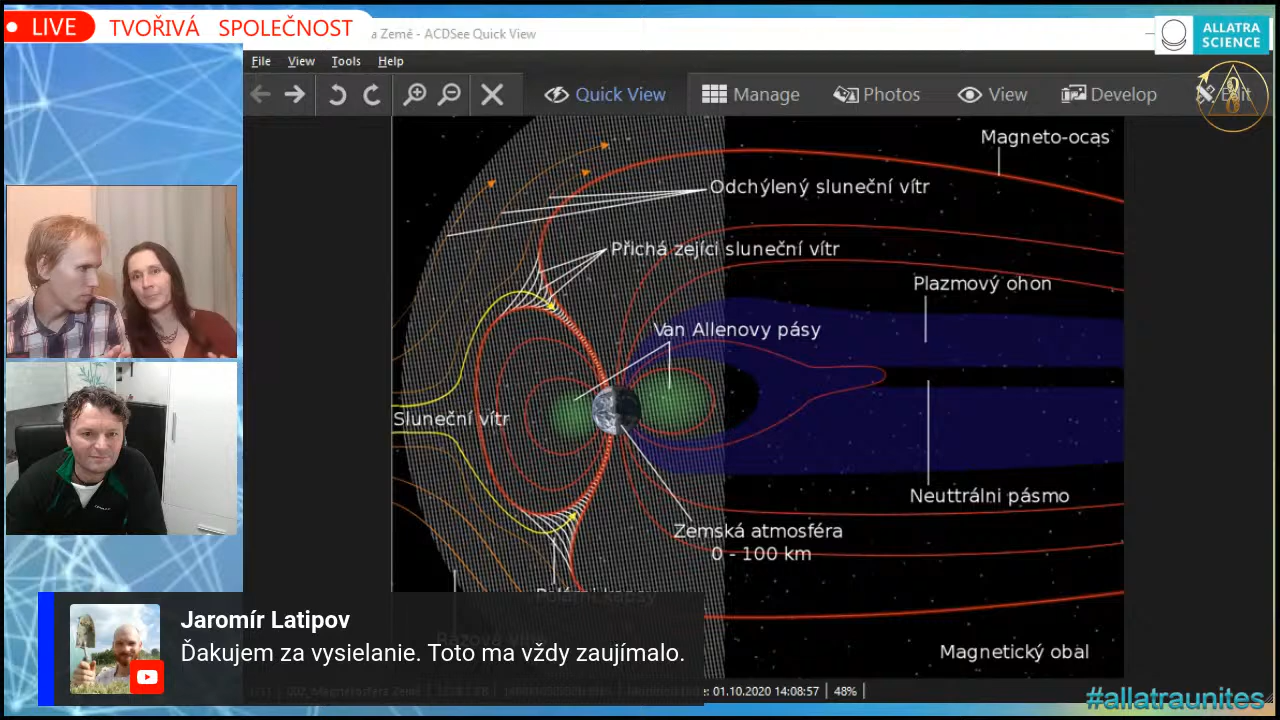 LIVE TVOŘIVÁ SPOLEČNOST
a Země - ACDSee Quick View
ALLATRA
SCIENCE
File View Tools Help
Quick View Manage Photos View Develop Exit
Magneto-ocas
Odchýlený sluneční vítr
Přichá zejíci sluneční vítr
Plazmový ohon
Van Allenovy pásy
Sluneční vítr
Neuttrálni pásmo
Zemská atmosféra
0 - 100 km
Magnetický obal
Jaromír Latipov
Ďakujem za vysielanie. Toto ma vždy zaujímalo.
01.10.2020 14:08:57 48%
#allatraunites